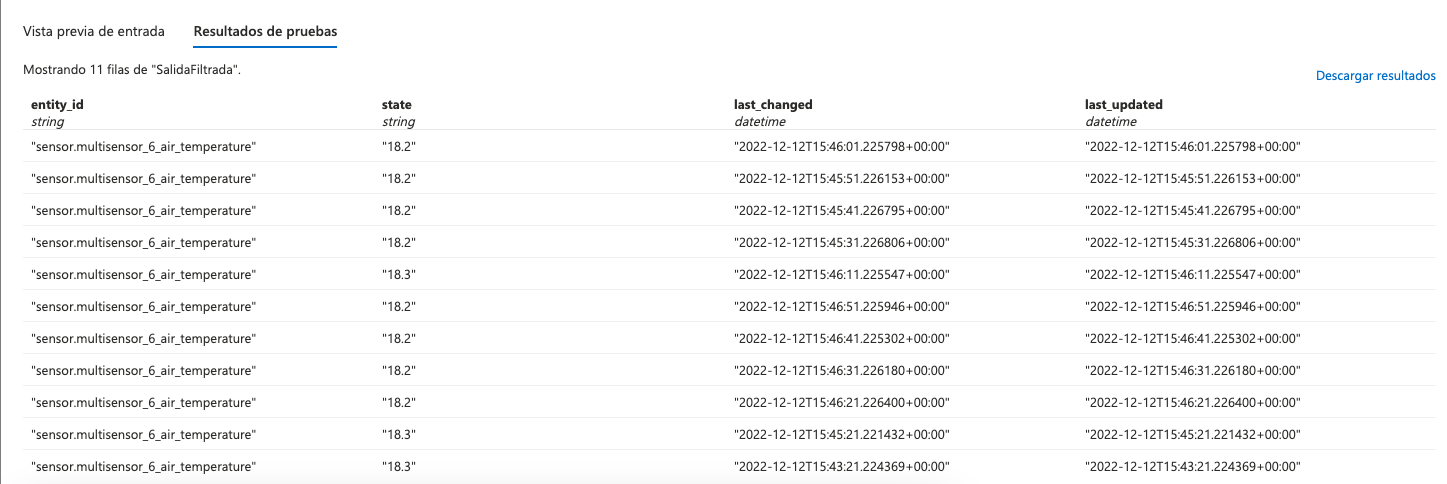 Vista previa de entrada Resultados de pruebas
Mostrando 11 filas de "SalidaFiltrada".
Descargar resultados
entity_id state last_changed last_updated
string string datetime datetime
"sensor.multisensor_6_air_temperature" "18.2" "2022-12-12T15:46:01.225798+00:00" "2022-12-12T15:46:01.225798+00:00"
"sensor.multisensor_6_air_temperature" "18.2" "2022-12-12T15:45:51.226153+00:00" "2022-12-12T15:45:51.226153+00:00"
"sensor.multisensor_6_air_temperature" "18.2" "2022-12-12T15:45:41.226795+00:00" "2022-12-12T15:45:41.226795+00:00"
"sensor.multisensor_6_air_temperature" "18.2" "2022-12-12T15:45:31.226806+00:00" "2022-12-12T15:45:31.226806+00:00"
"sensor.multisensor_6_air_temperature" "18.3" "2022-12-12T15:46:11.225547+00:00" "2022-12-12T15:46:11.225547+00:00"
"sensor.multisensor_6_air_temperature" "18.2" "2022-12-12T15:46:51.225946+00:00" "2022-12-12T15:46:51.225946+00:00"
"sensor.multisensor_6_air_temperature" "18.2" "2022-12-12T15:46:41.225302+00:00" "2022-12-12T15:46:41.225302+00:00"
"sensor.multisensor_6_air_temperature" "18.2" "2022-12-12T15:46:31.226180+00:00" "2022-12-12T15:46:31.226180+00:00"
"sensor.multisensor_6_air_temperature" "18.2" "2022-12-12T15:46:21.226400+00:00" "2022-12-12T15:46:21.226400+00:00"
"sensor.multisensor_6_air_temperature" "18.3" "2022-12-12T15:45:21.221432+00:00" "2022-12-12T15:45:21.221432+00:00"
"sensor.multisensor_6_air_temperature" "18.3" "2022-12-12T15:43:21.224369+00:00" "2022-12-12T15:43:21.224369+00:00"